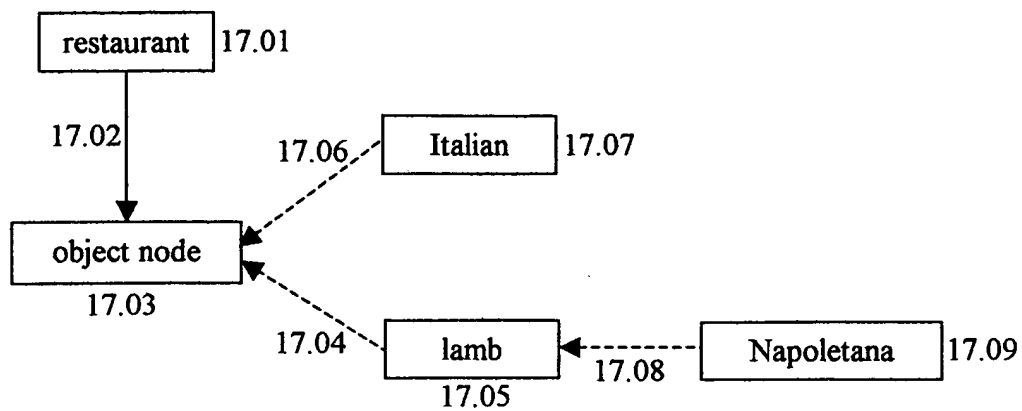 restaurant 17.01
17.02
17.06 Italian 17.07
object node
17.03
17.04 lamb Napoletana 17.09
17.05 17.08